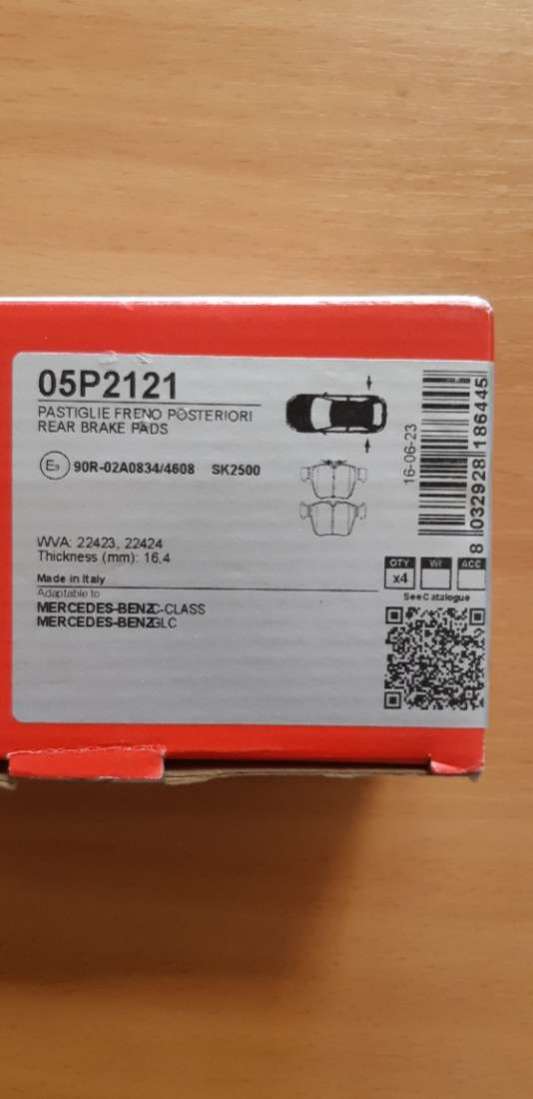 05P2121
PASTIGLIE FRENO POSTERIORI
REAR BRAKE PADS
E9 90R-02A0834/4608 SK2500
WVA: 22423, 22424
Thickness (mm): 16,4
Made in Italy
Adaptable to
MERCEDES-BENZ C-CLASS
MERCEDES-BENZ GLC
16-06-23
8 032928 186445
QTY WI ACC
x4
See Catalogue